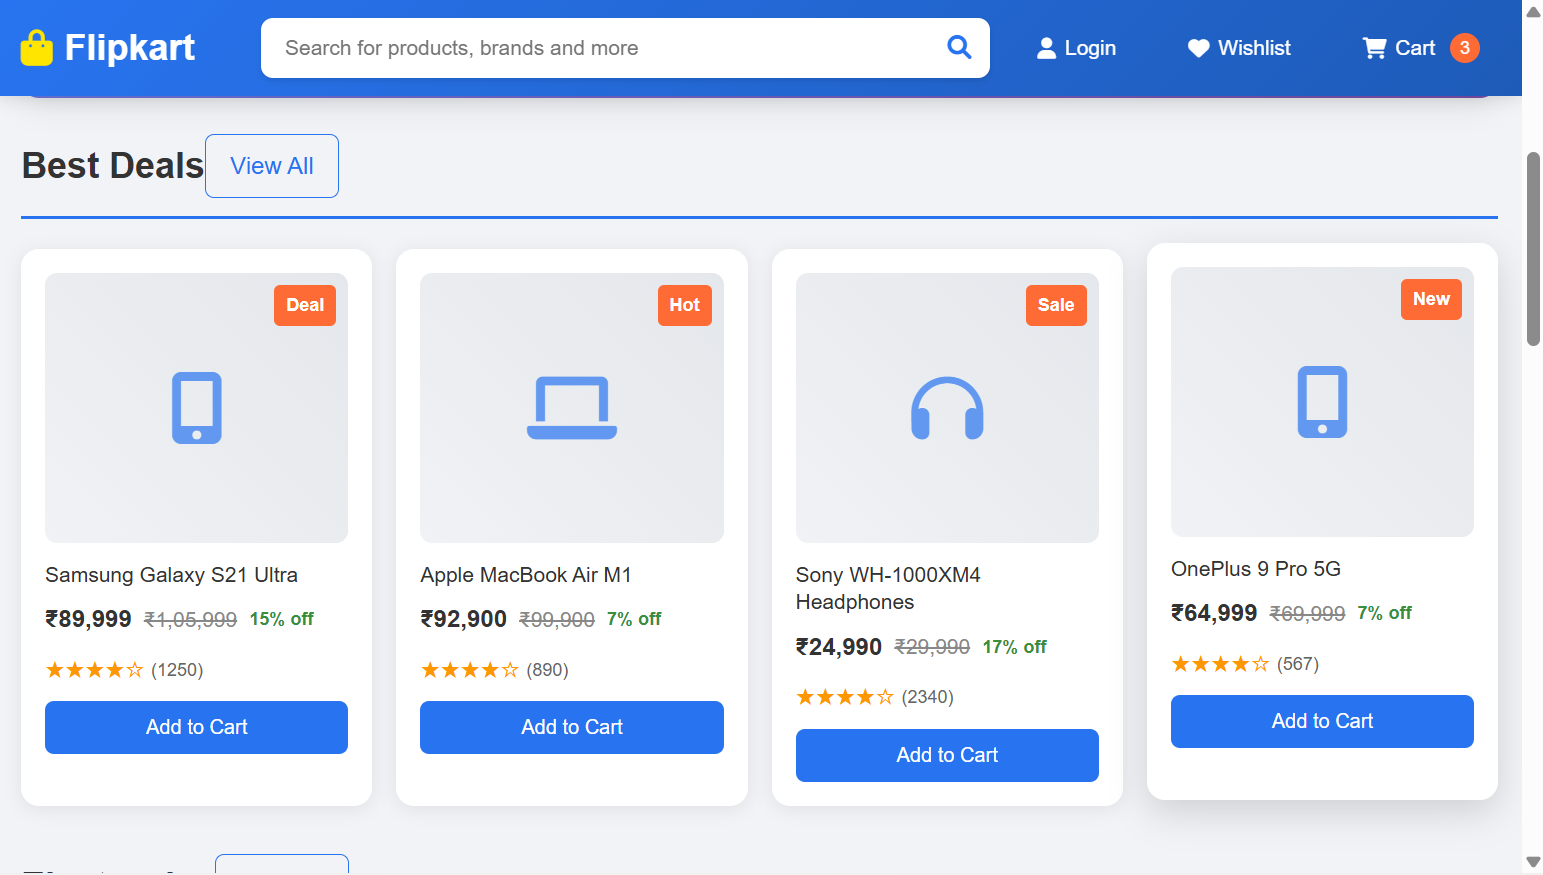 Flipkart
Search for products, brands and more
Login
Wishlist
Cart 3
Best Deals
View All
Deal
Samsung Galaxy S21 Ultra
₹89,999 ₹1,05,999 15% off
★★★★☆ (1250)
Add to Cart
Hot
Apple MacBook Air M1
₹92,900 ₹99,900 7% off
★★★★☆ (890)
Add to Cart
Sale
Sony WH-1000XM4
Headphones
₹24,990 ₹29,990 17% off
★★★★☆ (2340)
Add to Cart
New
OnePlus 9 Pro 5G
₹64,999 ₹69,999 7% off
★★★★☆ (567)
Add to Cart